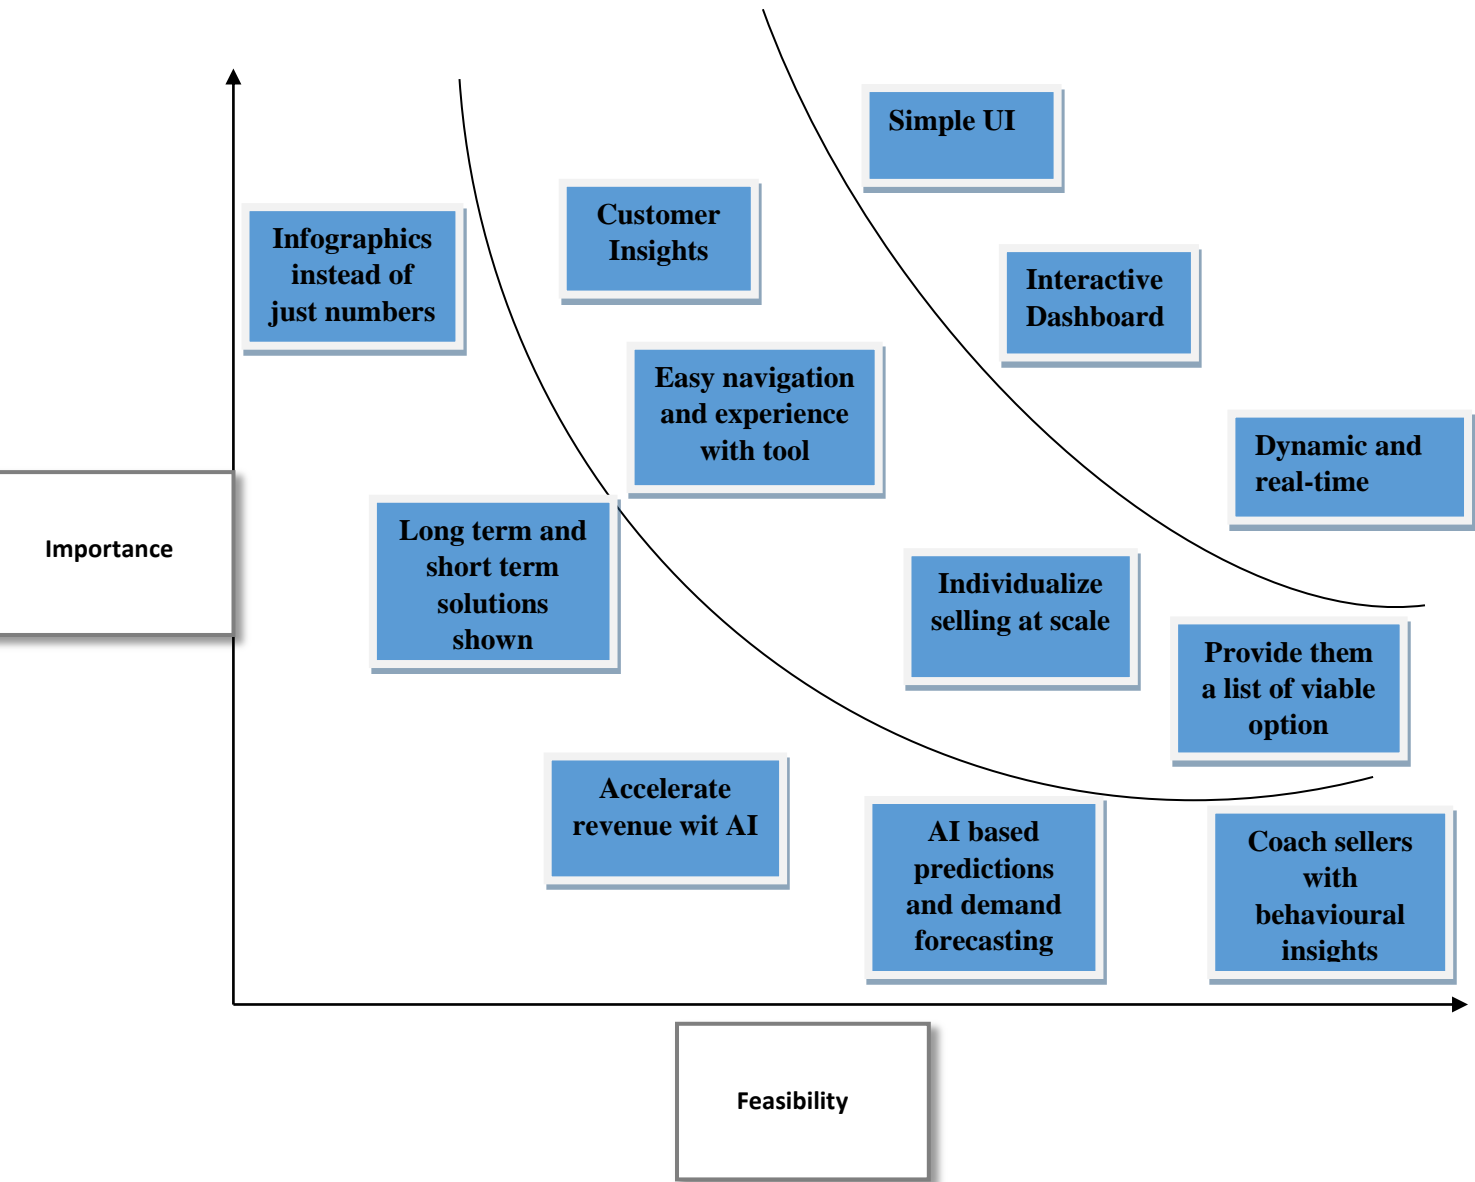 Simple UI
Customer
Insights
Infographics
instead of
just numbers
Interactive
Dashboard
Easy navigation
and experience
with tool
Dynamic and
real-time
Long term and
short term
solutions
shown
Importance
Individualize
selling at scale
Provide them
a list of viable
option
Accelerate
revenue wit AI
AI based
predictions
and demand
forecasting
Coach sellers
with
behavioural
insights
Feasibility